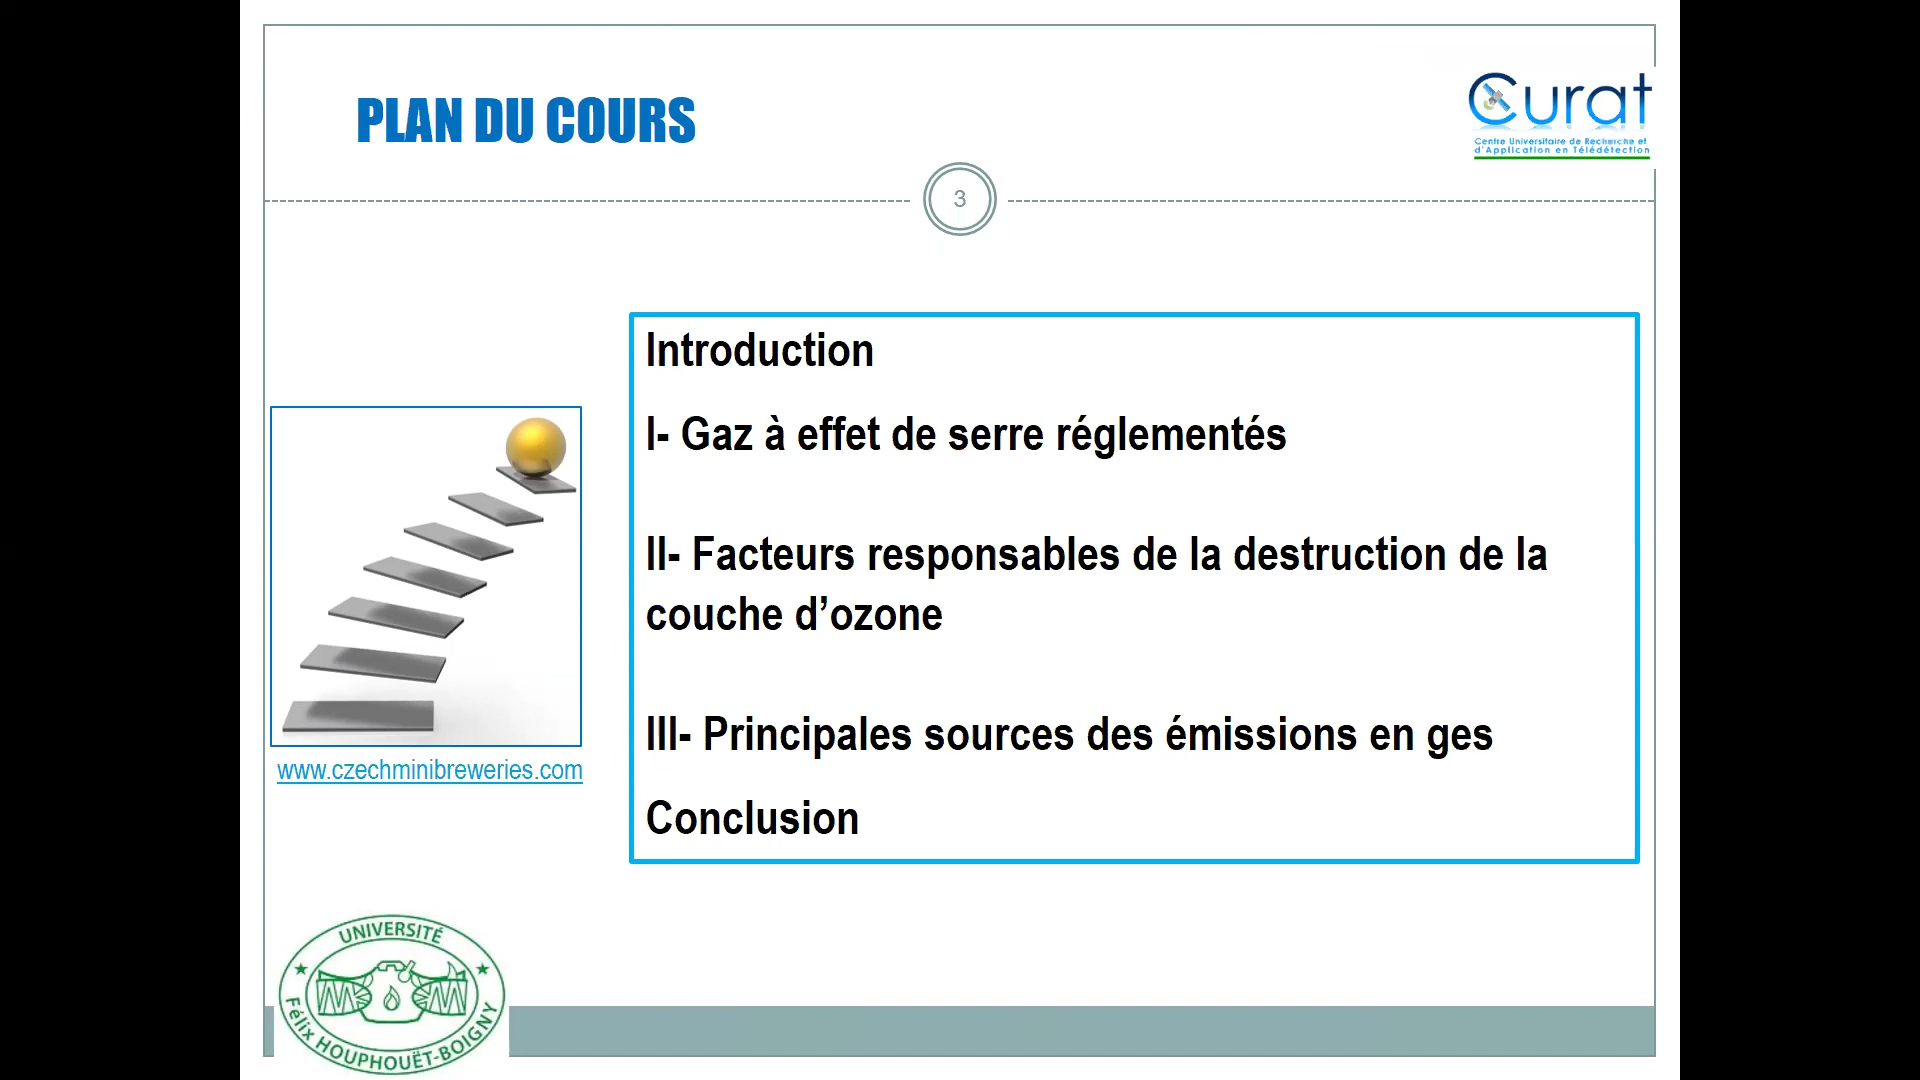 PLAN DU COURS
Curat
Centre Universitaire de Recherche et
d'Application en Télédétection
3
Introduction
I- Gaz à effet de serre réglementés
II- Facteurs responsables de la destruction de la
couche d’ozone
III- Principales sources des émissions en ges
Conclusion
www.czechminibreweries.com
UNIVERSITÉ
Félix HOUPHOUËT-BOIGNY